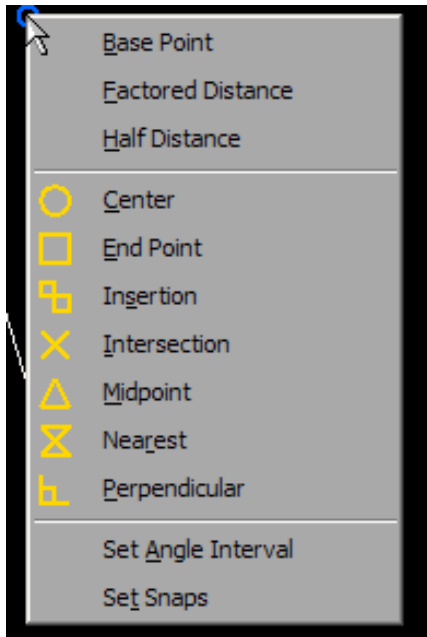 Base Point
Factored Distance
Half Distance
Center
End Point
Insertion
Intersection
Midpoint
Nearest
Perpendicular
Set Angle Interval
Set Snaps